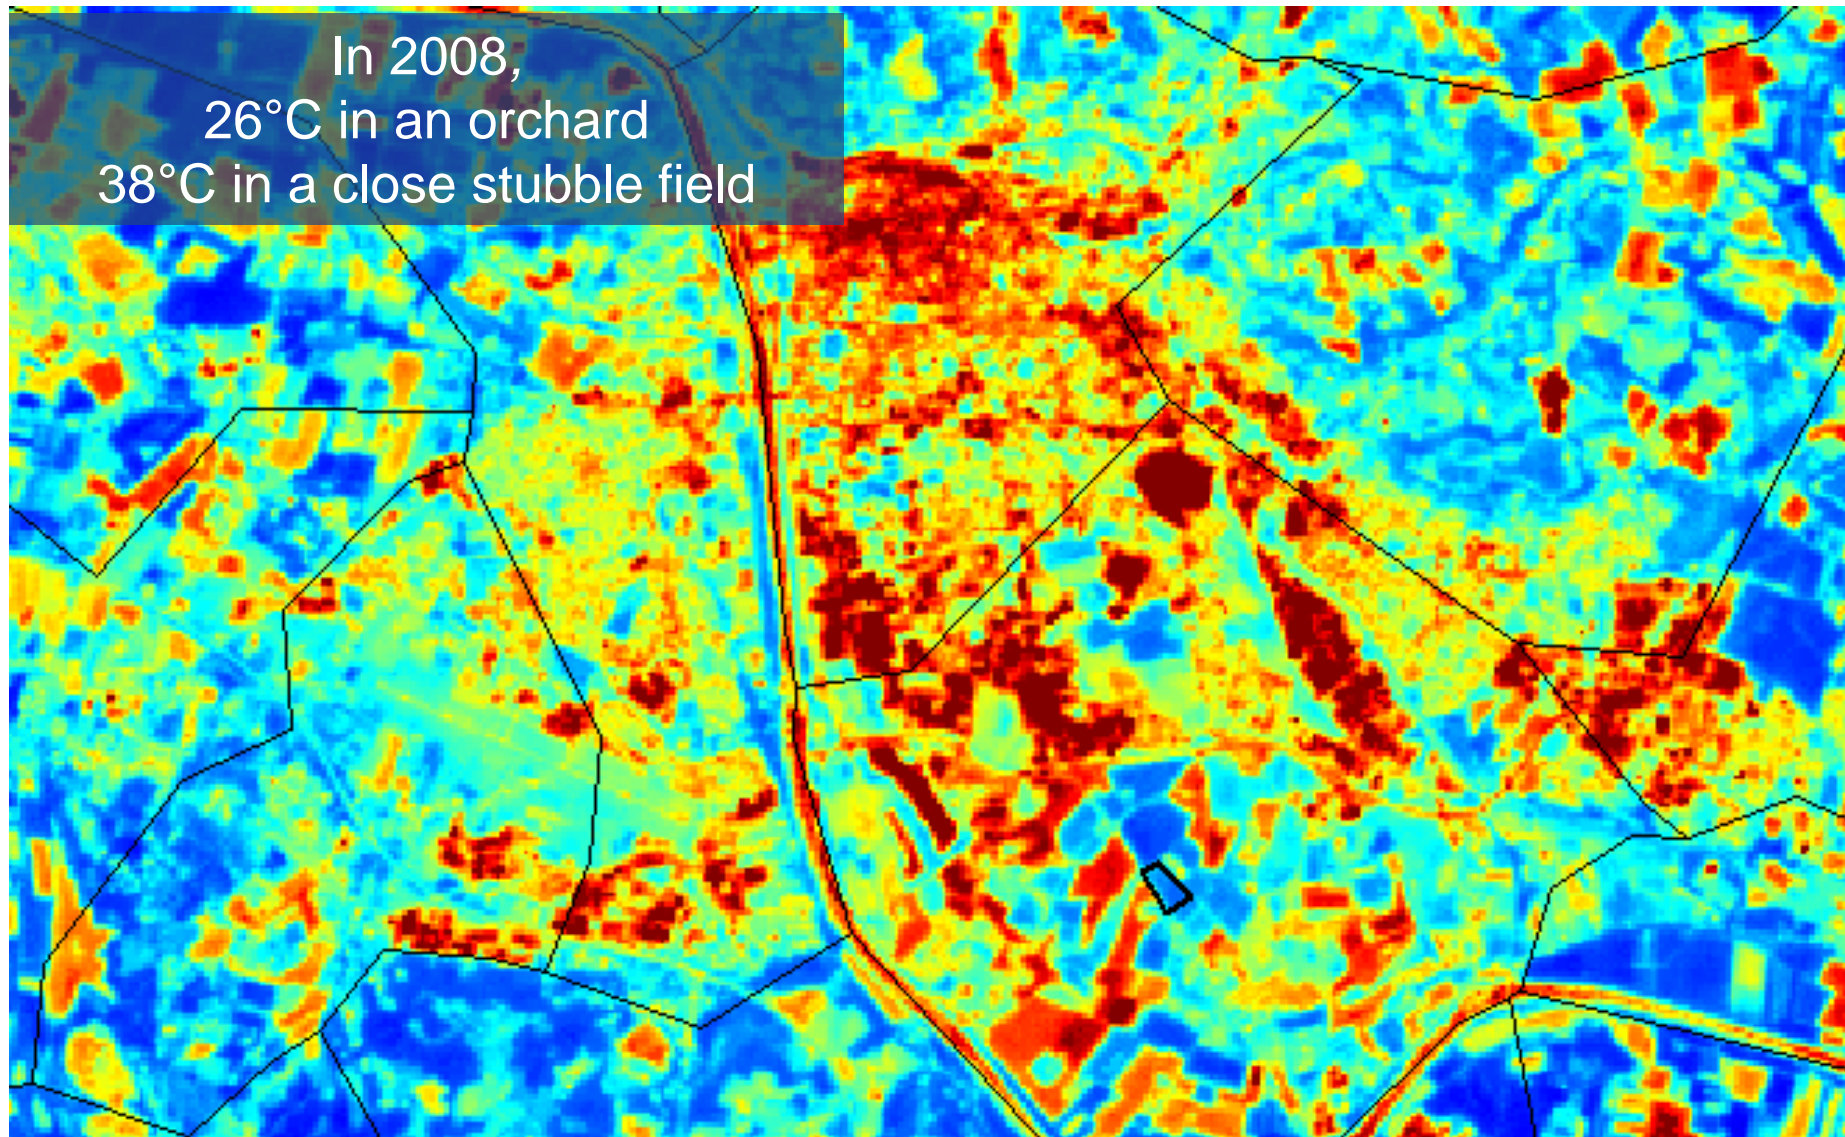 In 2008,
26°C in an orchard
38°C in a close stubble field